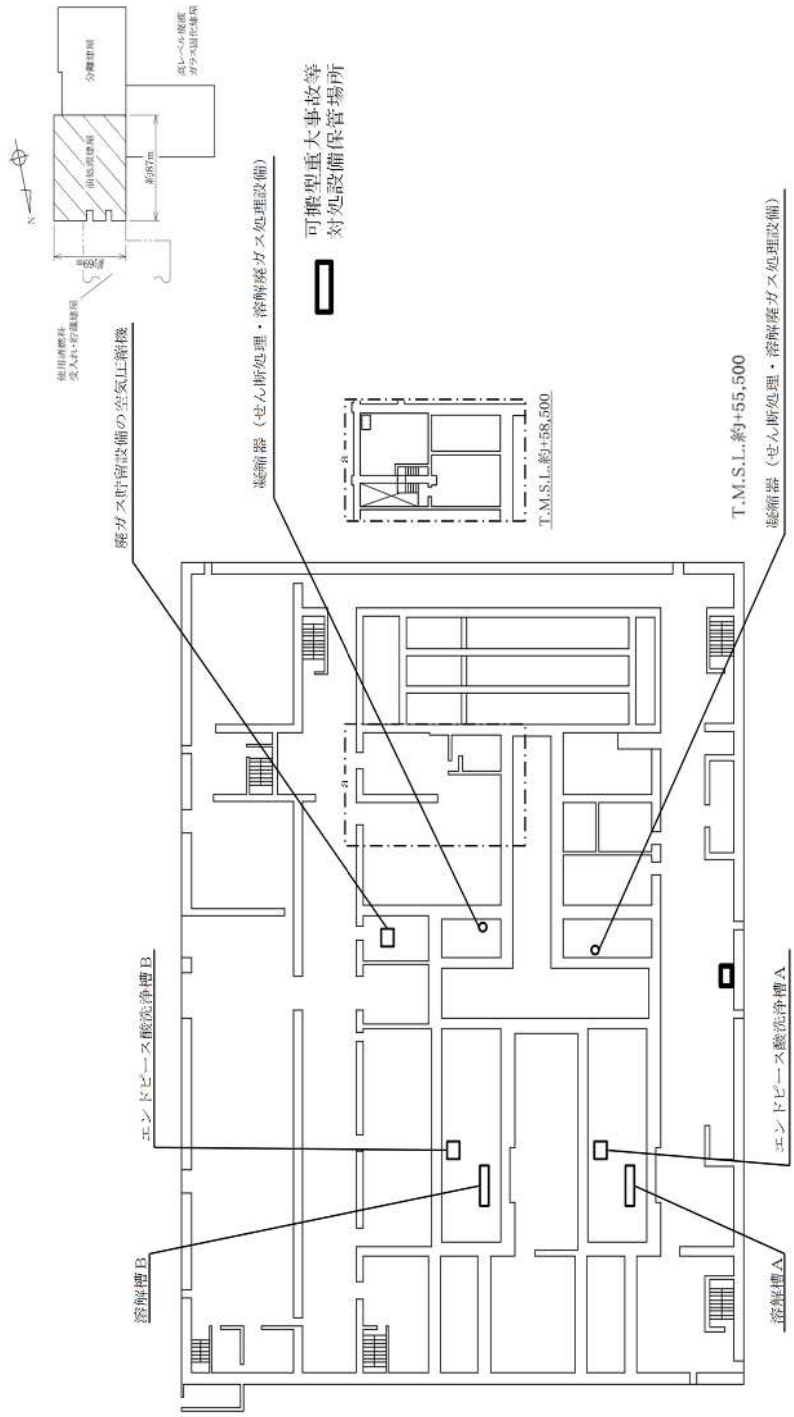 N
使用済燃料
受入れ・貯蔵建屋
前処理建屋
分離建屋
高レベル廃液
ガラス固化建屋
約87m
約69m
可搬型重大事故等
対処設備保管場所
溶解槽B
エンドピース酸洗浄槽B
廃ガス貯留設備の空気圧縮機
凝縮器（せん断処理・溶解廃ガス処理設備）
a
a
T.M.S.L.約+58,500
溶解槽A
エンドピース酸洗浄槽A
T.M.S.L.約+55,500
凝縮器（せん断処理・溶解廃ガス処理設備）